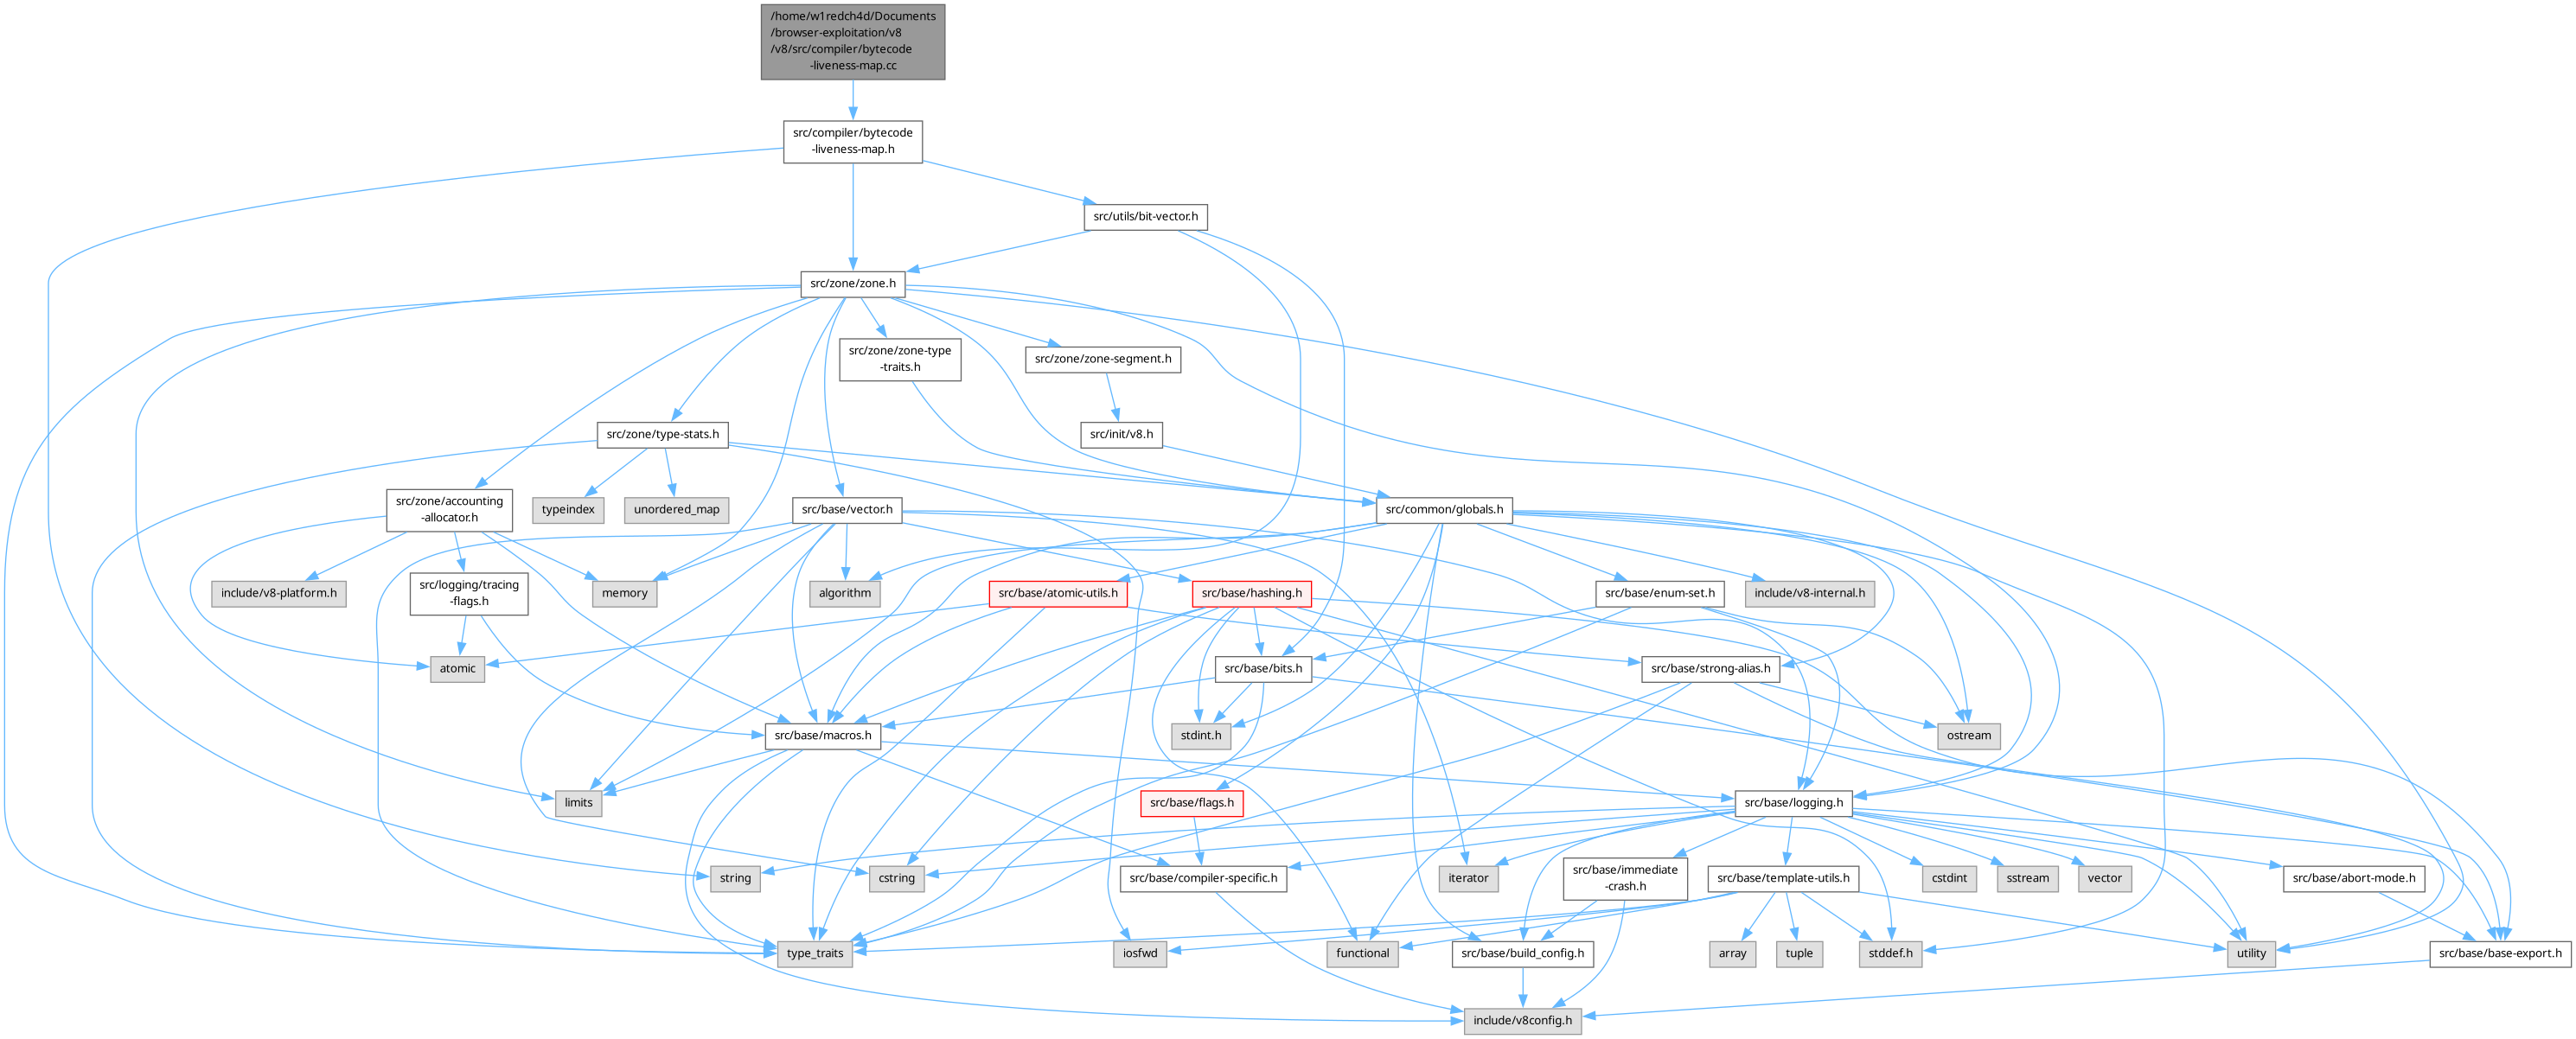 /home/w1redch4d/Documents
/browser-exploitation/v8
/v8/src/compiler/bytecode
-liveness-map.cc
src/compiler/bytecode
-liveness-map.h
src/utils/bit-vector.h
src/zone/zone.h
src/zone/zone-type
-traits.h
src/zone/zone-segment.h
src/zone/type-stats.h
src/init/v8.h
src/zone/accounting
-allocator.h
typeindex
unordered_map
src/base/vector.h
src/common/globals.h
include/v8-platform.h
src/logging/tracing
-flags.h
memory
algorithm
src/base/atomic-utils.h
src/base/hashing.h
src/base/enum-set.h
include/v8-internal.h
atomic
src/base/bits.h
src/base/strong-alias.h
src/base/macros.h
stdint.h
ostream
limits
src/base/flags.h
src/base/logging.h
string
cstring
src/base/compiler-specific.h
iterator
src/base/immediate
-crash.h
src/base/template-utils.h
cstdint
sstream
vector
src/base/abort-mode.h
type_traits
iosfwd
functional
src/base/build_config.h
array
tuple
stddef.h
utility
src/base/base-export.h
include/v8config.h